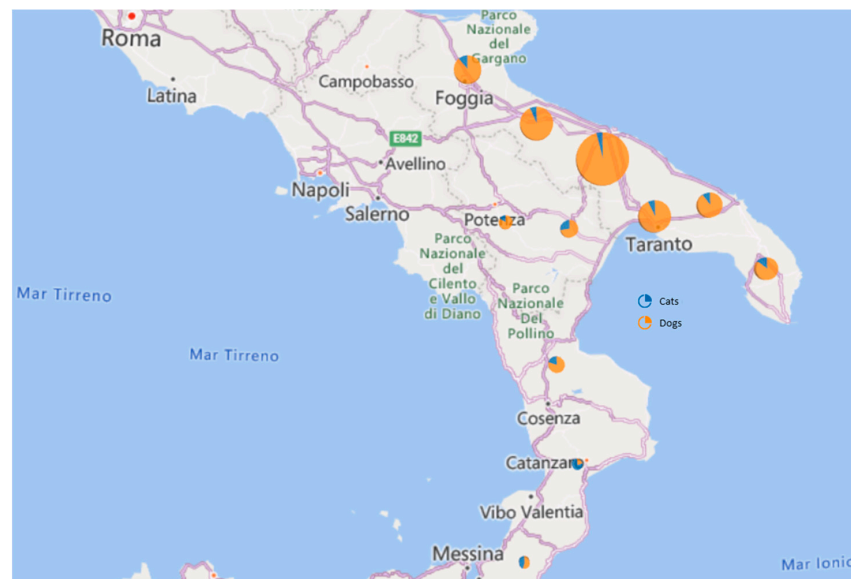 Roma
Latina
Campobasso
Parco
Nazionale
del
Gargano
Foggia
E842
Avellino
Napoli
Salerno
Potenza
Taranto
Parco
Nazionale
del
Cilento
e Vallo
di Diano
Parco
Nazionale
Del
Pollino
Mar Tirreno
Mar Tirreno
Cats
Dogs
Cosenza
Catanzaro
Vibo Valentia
Messina
Mar Ionio